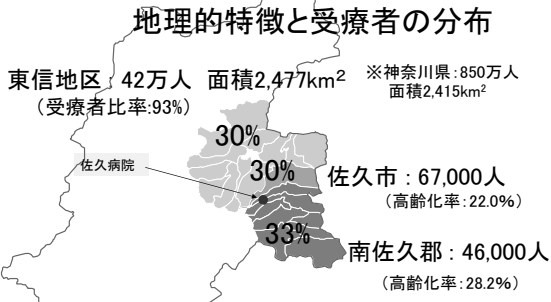 地理的特徴と受療者の分布
東信地区：42万人　面積2,477km²
（受療者比率:93%）
※神奈川県：850万人
面積2,415km²
30%
佐久病院
30%
佐久市：67,000人
（高齢化率：22.0%）
33%
南佐久郡：46,000人
（高齢化率：28.2%）